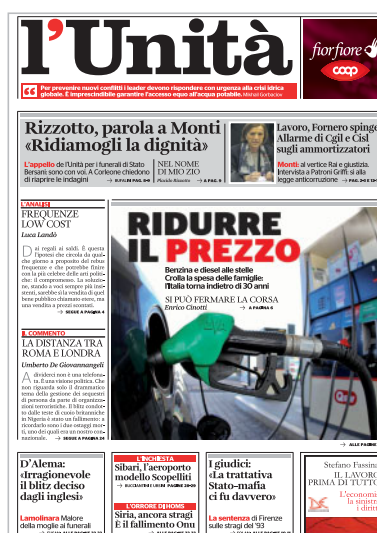 l'Unità
fiorfiore
coop
Per prevenire nuovi conflitti i leader devono rispondere con urgenza alla crisi idrica
globale. È imprescindibile garantire l'accesso equo all'acqua potabile. Mikhail Gorbaciov
Rizzotto, parola a Monti
«Ridiamogli la dignità»
L'appello de l'Unità per i funerali di Stato
Bersani: sono con voi. A Corleone chiedono
di riaprire le indagini
NEL NOME
DI MIO ZIO
Placido Rizzotto → A PAG.
Lavoro, Fornero spinge
Allarme di Cgil e Cisl
sugli ammortizzatori
Monti: al vertice Rai e giustizia.
Intervista a Patroni Griffi: sì alla
legge anticorruzione → PAG.
L'ANALISI
FREQUENZE
LOW COST
Luca Landò
Dai regali ai saldi. È questa
l'ipotesi che circola da qual-
che giorno a proposito del rebus
frequenze e che potrebbe finire
con la più celebre delle arti politi-
che: il compromesso. La soluzio-
ne, stando a voci sempre più insi-
stenti, sarebbe sì la vendita di quel
bene pubblico chiamato etere, ma
una vendita a prezzi scontati.
→ SEGUE A PAGINA 4
RIDURRE
IL PREZZO
Benzina e diesel alle stelle
Crolla la spesa delle famiglie:
l'Italia torna indietro di 30 anni
SI PUÒ FERMARE LA CORSA
Enrico Cinotti → A PAGINA 6
IL COMMENTO
LA DISTANZA TRA
ROMA E LONDRA
Umberto De Giovannangeli
A dividerci non è una telefona-
ta. È una visione politica. Che
non riguarda solo il drammatico
tema della gestione dei sequestri
di persona da parte di organizza-
zioni terroristiche. Il blitz condot-
to dalle teste di cuoio britanniche
in Nigeria è stato un fallimento: a
ricordarlo sono i due ostaggi mor-
ti, uno dei quali era un nostro con-
nazionale. → SEGUE A PAGINA 24
→ ALLE PAGINE
D'Alema:
«Irragionevole
il blitz deciso
dagli inglesi»
Lamolinara Malore
della moglie ai funerali
L'INCHIESTA
Sibari, l'aeroporto
modello Scopelliti
L'ORRORE DI HOMS
Siria, ancora stragi
È il fallimento Onu
I giudici:
«La trattativa
Stato-mafia
ci fu davvero»
La sentenza di Firenze
sulle stragi del '93
Stefano Fassina
IL LAVORO
PRIMA DI TUTTO
L'economia
la sinistra
i diritti